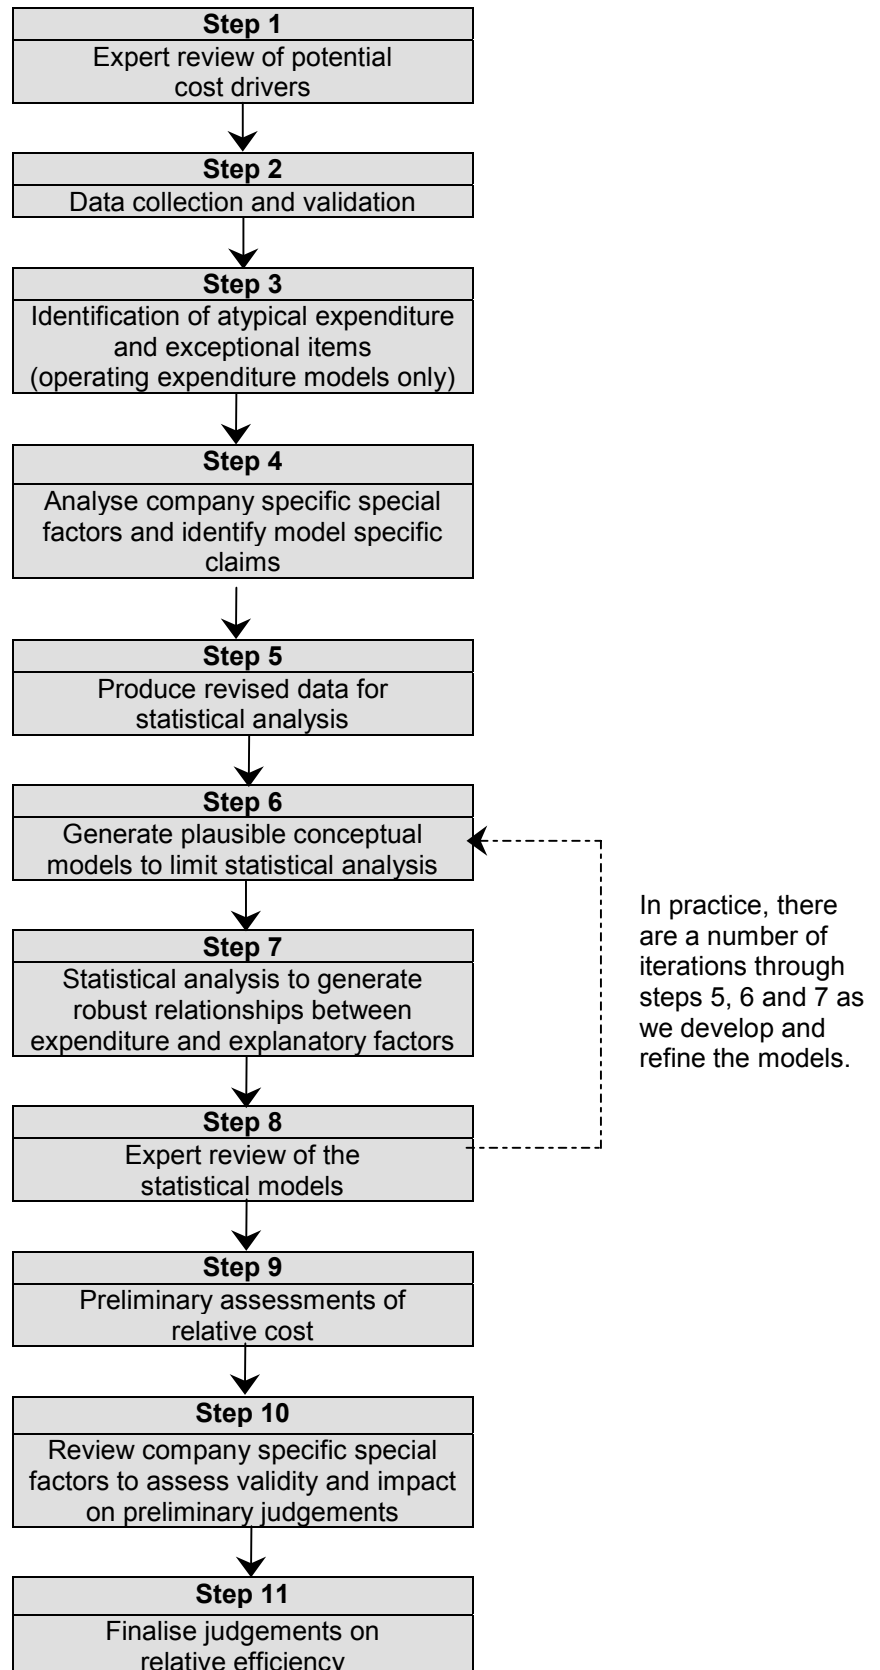 Step 1
Expert review of potential
cost drivers
Step 2
Data collection and validation
Step 3
Identification of atypical expenditure
and exceptional items
(operating expenditure models only)
Step 4
Analyse company specific special
factors and identify model specific
claims
Step 5
Produce revised data for
statistical analysis
Step 6
Generate plausible conceptual
models to limit statistical analysis
Step 7
Statistical analysis to generate
robust relationships between
expenditure and explanatory factors
Step 8
Expert review of the
statistical models
In practice, there
are a number of
iterations through
steps 5, 6 and 7 as
we develop and
refine the models.
Step 9
Preliminary assessments of
relative cost
Step 10
Review company specific special
factors to assess validity and impact
on preliminary judgements
Step 11
Finalise judgements on
relative efficiency